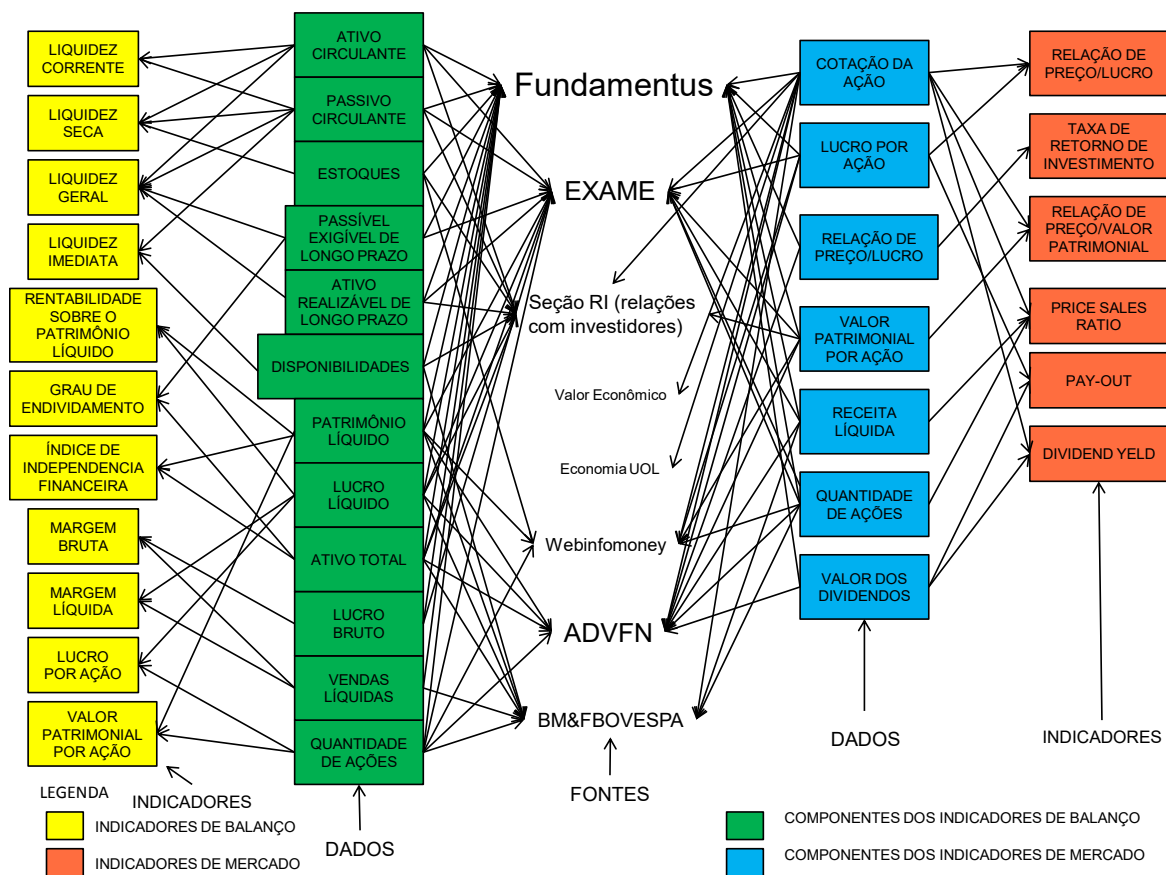 LIQUIDEZ
CORRENTE
LIQUIDEZ
SECA
LIQUIDEZ
GERAL
LIQUIDEZ
IMEDIATA
RENTABILIDADE
SOBRE O
PATRIMÔNIO
LÍQUIDO
GRAU DE
ENDIVIDAMENTO
ÍNDICE DE
INDEPENDENCIA
FINANCEIRA
MARGEM
BRUTA
MARGEM
LÍQUIDA
LUCRO
POR AÇÃO
VALOR
PATRIMONIAL
POR AÇÃO
INDICADORES
ATIVO
CIRCULANTE
PASSIVO
CIRCULANTE
ESTOQUES
PASSÍVEL
EXIGÍVEL DE
LONGO PRAZO
ATIVO
REALIZÁVEL DE
LONGO PRAZO
DISPONIBILIDADES
PATRIMÔNIO
LÍQUIDO
LUCRO
LÍQUIDO
ATIVO TOTAL
LUCRO
BRUTO
VENDAS
LÍQUIDAS
QUANTIDADE
DE AÇÕES
DADOS
Fundamentus
EXAME
Seção RI (relações
com investidores)
Valor Econômico
Economia UOL
Webinfomoney
ADVFN
BM&FBOVESPA
FONTES
COTAÇÃO DA
AÇÃO
LUCRO POR
AÇÃO
RELAÇÃO DE
PREÇO/LUCRO
VALOR
PATRIMONIAL
POR AÇÃO
RECEITA
LÍQUIDA
QUANTIDADE
DE AÇÕES
VALOR DOS
DIVIDENDOS
DADOS
RELAÇÃO DE
PREÇO/LUCRO
TAXA DE
RETORNO DE
INVESTIMENTO
RELAÇÃO DE
PREÇO/VALOR
PATRIMONIAL
PRICE SALES
RATIO
PAY-OUT
DIVIDEND YELD
INDICADORES
LEGENDA
INDICADORES DE BALANÇO
INDICADORES DE MERCADO
COMPONENTES DOS INDICADORES DE BALANÇO
COMPONENTES DOS INDICADORES DE MERCADO